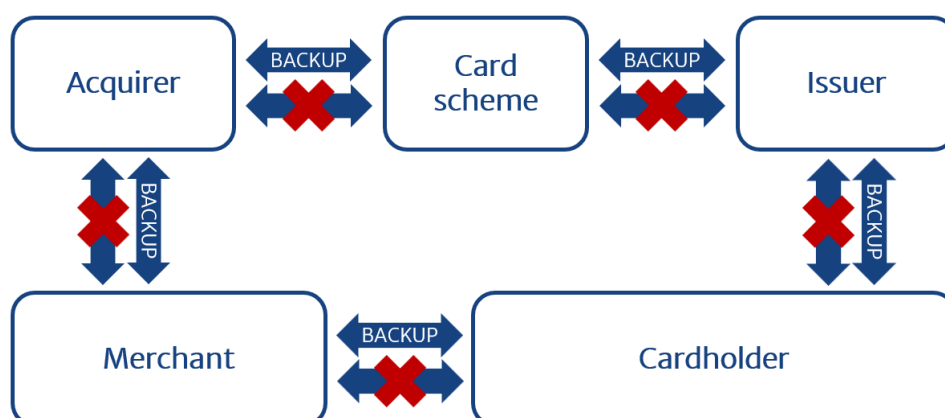 Acquirer
BACKUP
Card
scheme
BACKUP
Issuer
BACKUP
BACKUP
Merchant
BACKUP
Cardholder